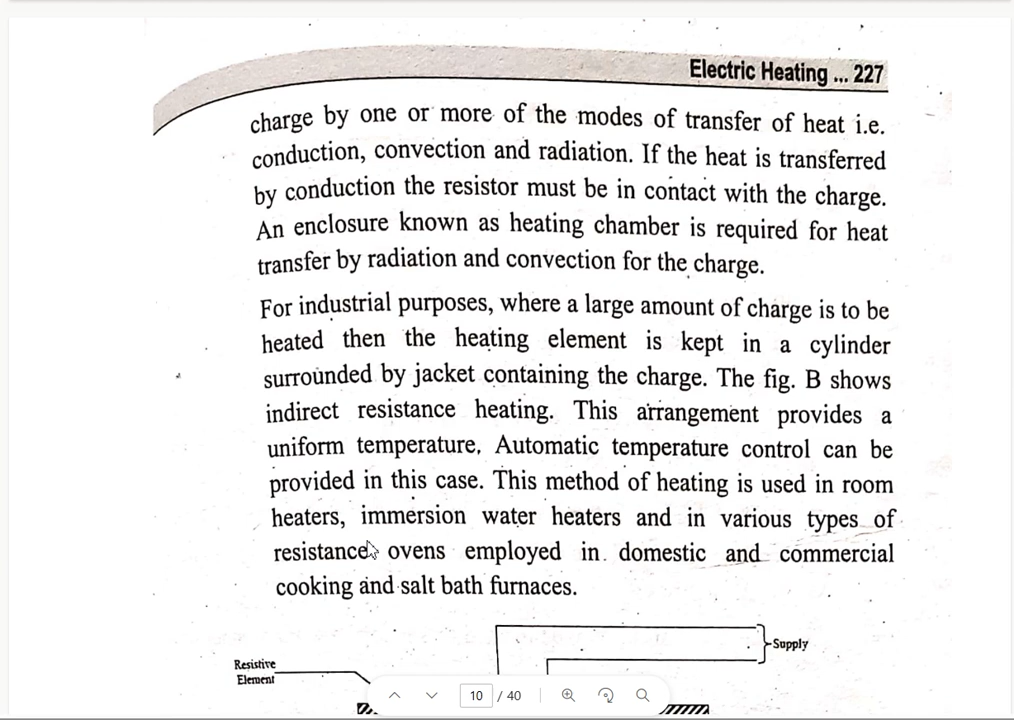 Electric Heating ... 227
charge by one or more of the modes of transfer of heat i.e.
conduction, convection and radiation. If the heat is transferred
by conduction the resistor must be in contact with the charge.
An enclosure known as heating chamber is required for heat
transfer by radiation and convection for the charge.
For industrial purposes, where a large amount of charge is to be
heated then the heating element is kept in a cylinder
surrounded by jacket containing the charge. The fig. B shows
indirect resistance heating. This arrangement provides a
uniform temperature. Automatic temperature control can be
provided in this case. This method of heating is used in room
heaters, immersion water heaters and in various types of
resistance ovens employed in domestic and commercial
cooking and salt bath furnaces.
Supply
Resistive
Element
10 / 40